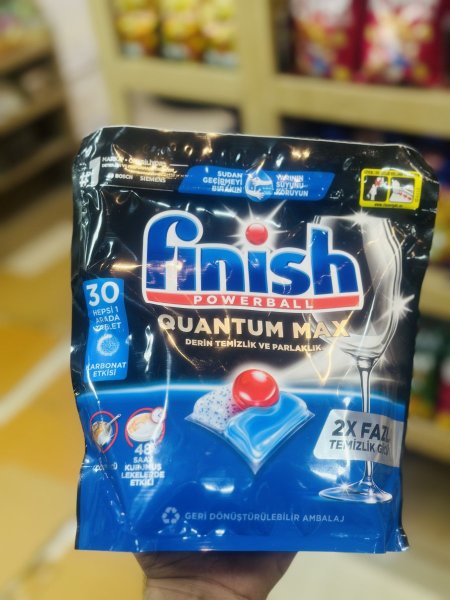 SUDAN
GEÇİRMEYİ
BIRAKIN
YARININ
SUYUNU
KORUYUN
BOSCH SIEMENS
finish
POWERBALL
QUANTUM MAX
DERİN TEMİZLİK VE PARLAKLIK
30
HEPSİ 1
ARADA
TABLET
KARBONAT
ETKİSİ
48
SAAT
KURUMUŞ
LEKELERDE
ETKİLİ
2X FAZLA
TEMİZLİK GÜCÜ
GERİ DÖNÜŞTÜRÜLEBİLİR AMBALAJ